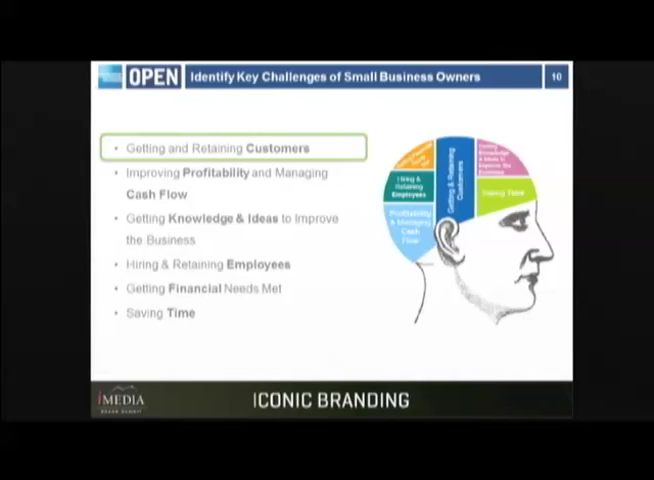 OPEN Identify Key Challenges of Small Business Owners 10
• Getting and Retaining Customers
• Improving Profitability and Managing
Cash Flow
• Getting Knowledge & Ideas to Improve
the Business
• Hiring & Retaining Employees
• Getting Financial Needs Met
• Saving Time
Getting & Retaining
Customers
Hiring &
Retaining
Employees
Saving Time
Profitability
& Managing
Cash
Flow
iMEDIA
BRAND SUMMIT
ICONIC BRANDING